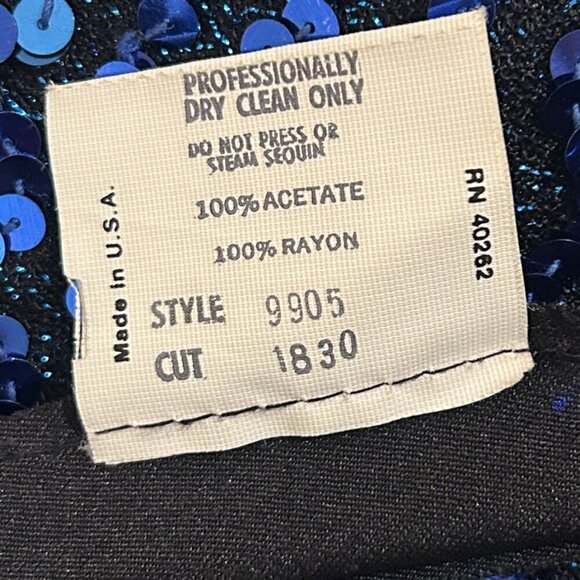 PROFESSIONALLY
DRY CLEAN ONLY
DO NOT PRESS OR
STEAM SEQUIN
100% ACETATE
100% RAYON
STYLE 9905
CUT 1830
Made in U.S.A.
RN 40262